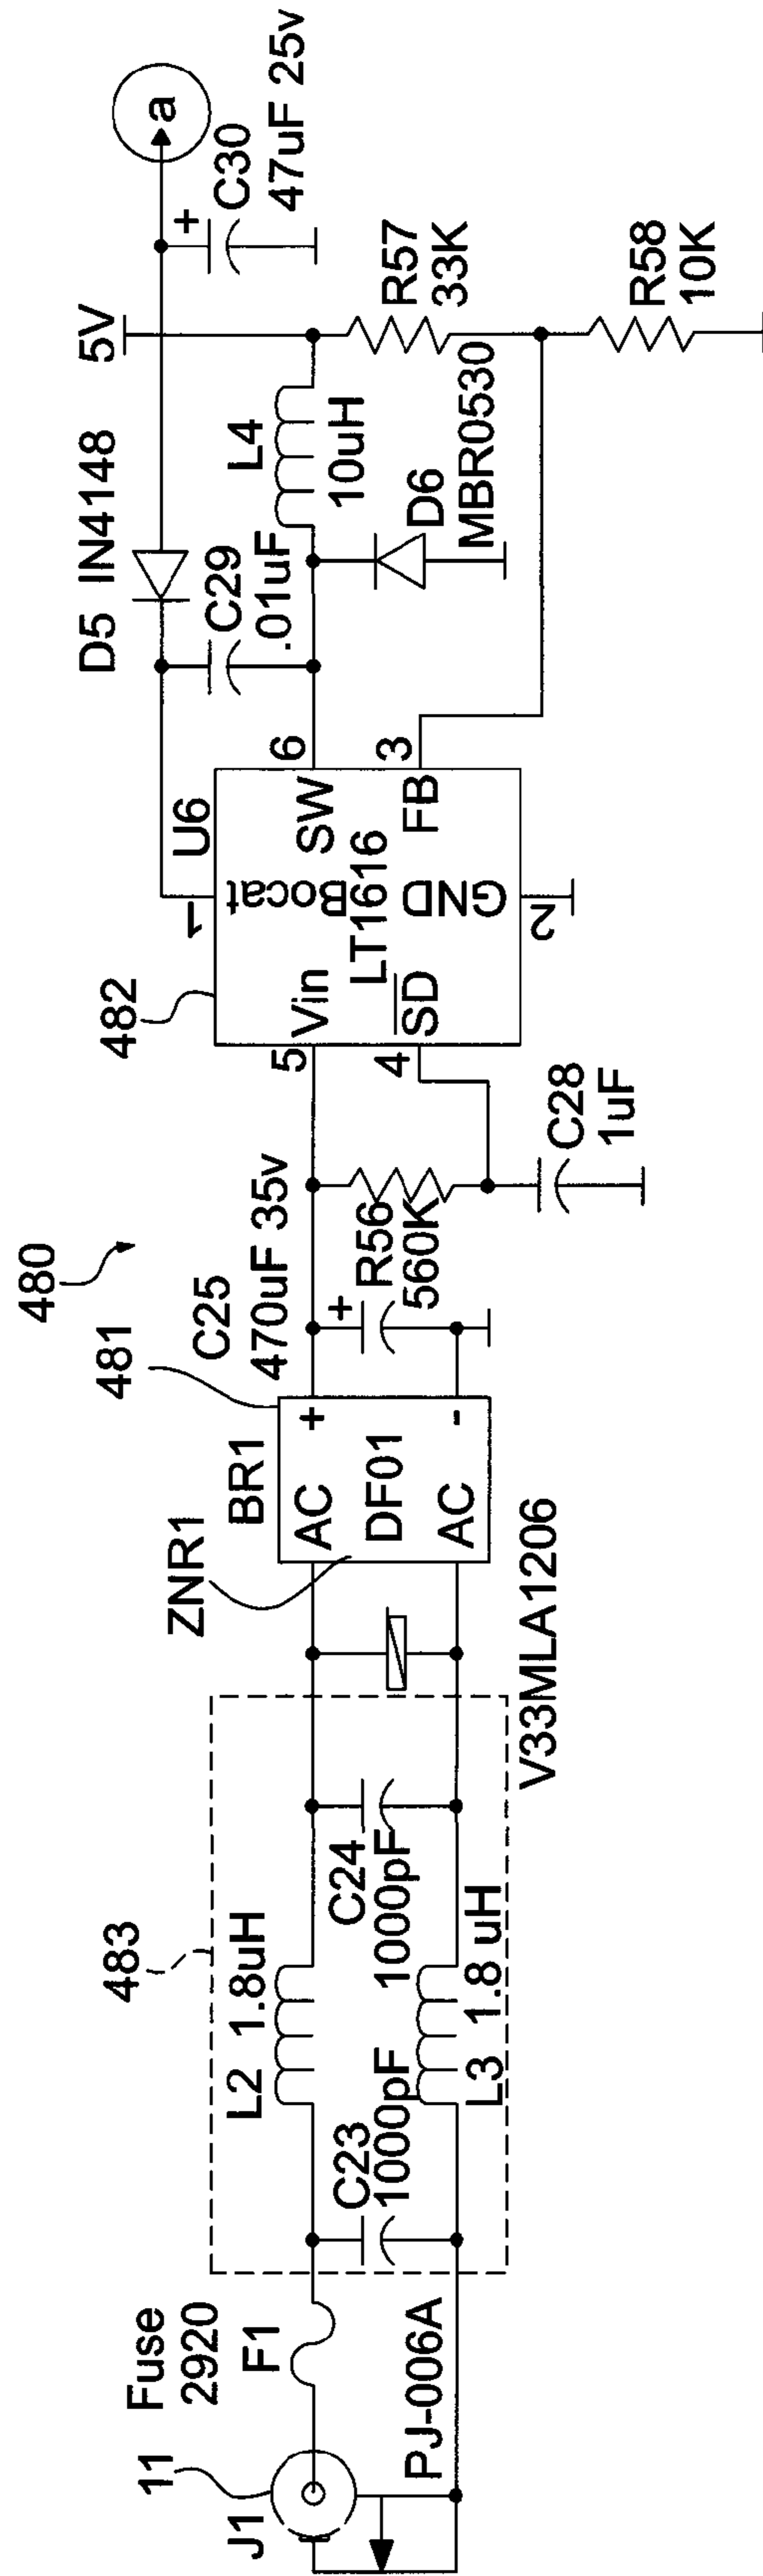 480
11
J1
Fuse
2920
F1
PJ-006A
483
L2 1.8uH
C23
1000pF
C24
1000pF
L3 1.8 uH
V33MLA1206
ZNR1
BR1
481
AC
+
DF01
AC
-
C25
470uF 35v
+
R56
560K
C28
1uF
482
U6
1
5
Vin
Bocat
SW
6
LT1616
4
SD
GND
FB
3
2
D5 IN4148
C29
.01uF
L4
10uH
D6
MBR0530
5V
R57
33K
R58
10K
+
C30
47uF 25v
a